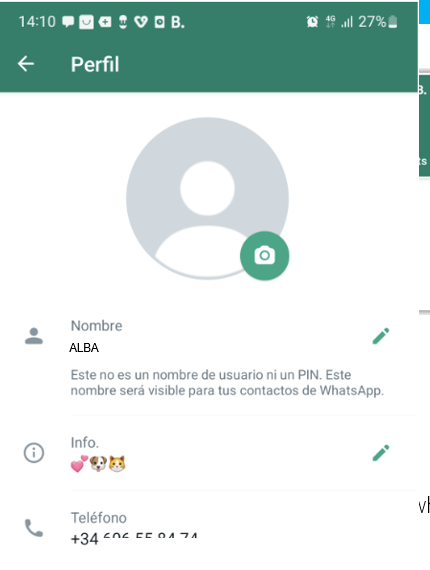 14:10 B. 4G 27%
Perfil
Nombre
ALBA
Este no es un nombre de usuario ni un PIN. Este
nombre será visible para tus contactos de WhatsApp.
Info.
💕🐶🐱
Teléfono
+34